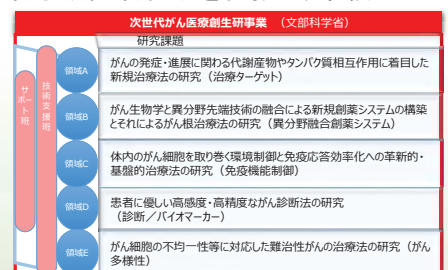 次世代がん医療創生研事業 （文部科学省）
研究課題
サポート班
技術支援班
領域A
がんの発症・進展に関わる代謝産物やタンパク質相互作用に着目した
新規治療法の研究（治療ターゲット）
領域B
がん生物学と異分野先端技術の融合による新規創薬システムの構築
とそれによるがん根治療法の研究（異分野融合創薬システム）
領域C
体内のがん細胞を取り巻く環境制御と免疫応答効率化への革新的・
基盤的治療法の研究（免疫機能制御）
領域D
患者に優しい高感度・高精度ながん診断法の研究
（診断／バイオマーカー）
領域E
がん細胞の不均一性等に対応した難治性がんの治療法の研究（がん
多様性）